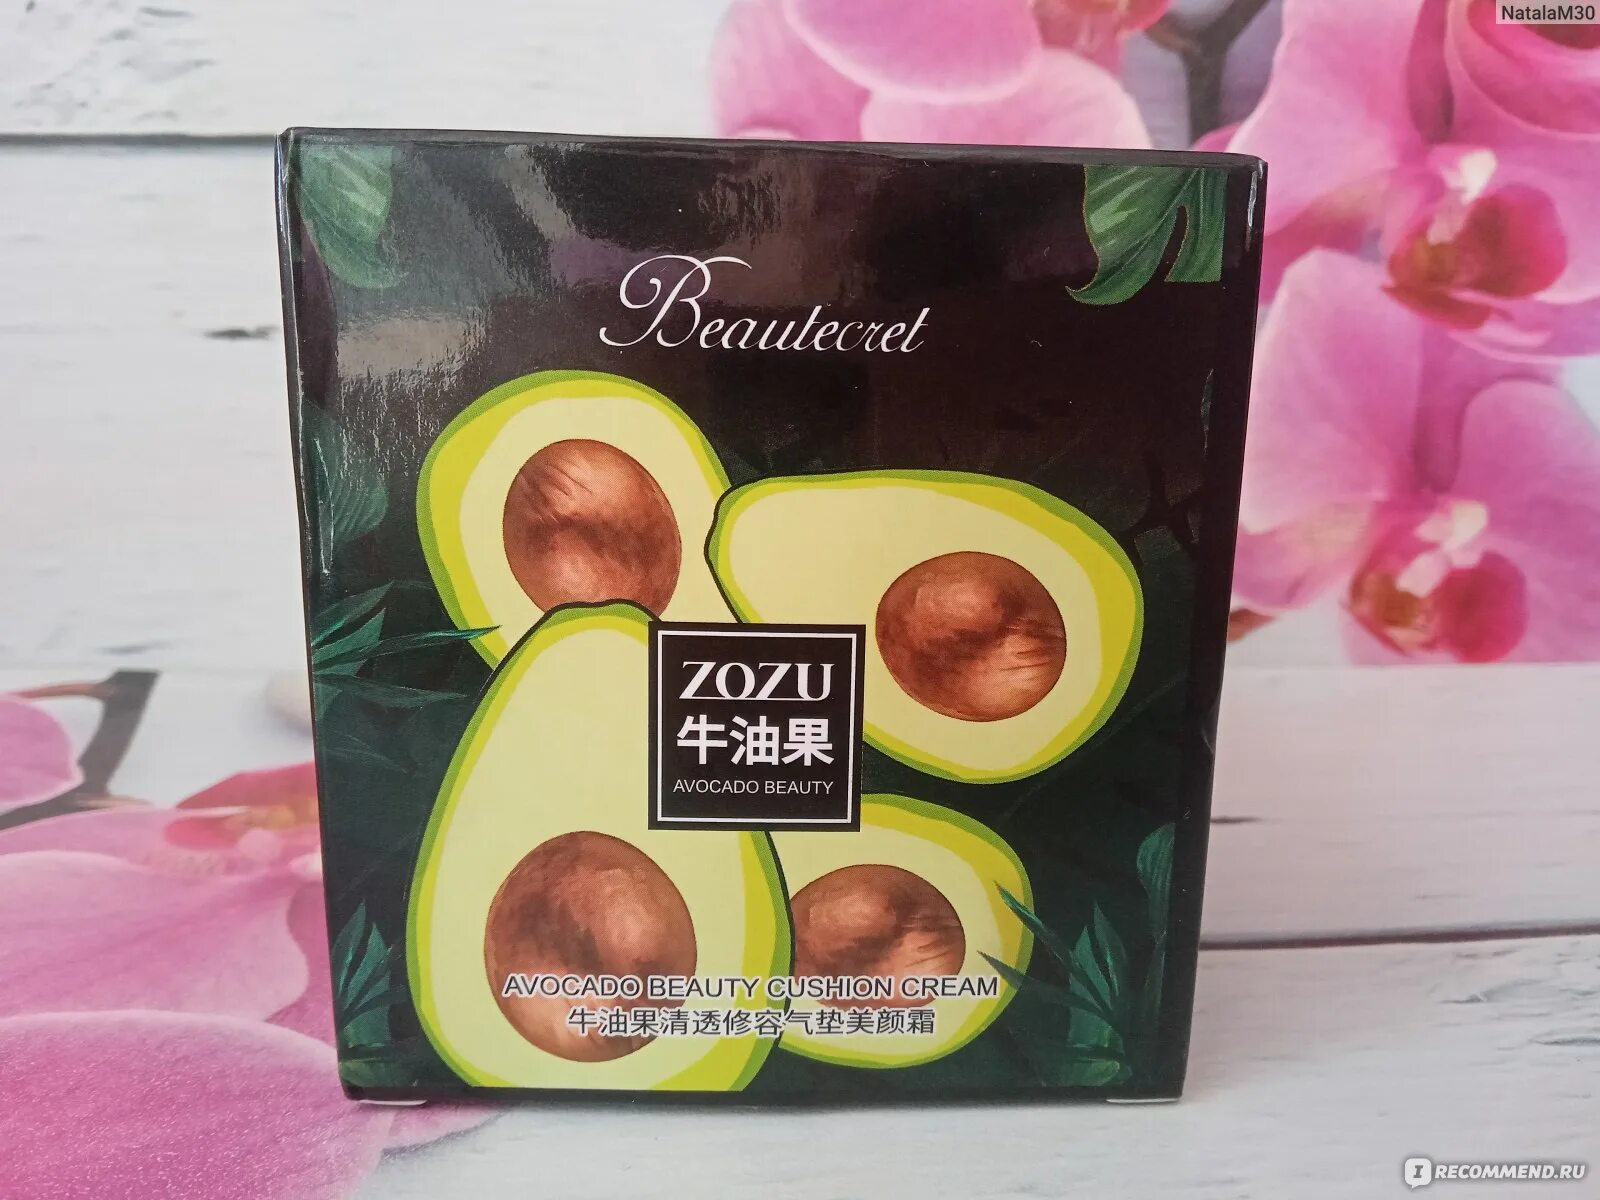 NatalaM30
Beautecret
ZOZU
牛油果
AVOCADO BEAUTY
AVOCADO BEAUTY CUSHION CREAM
牛油果清透修容气垫美颜霜
IRECOMMEND.RU